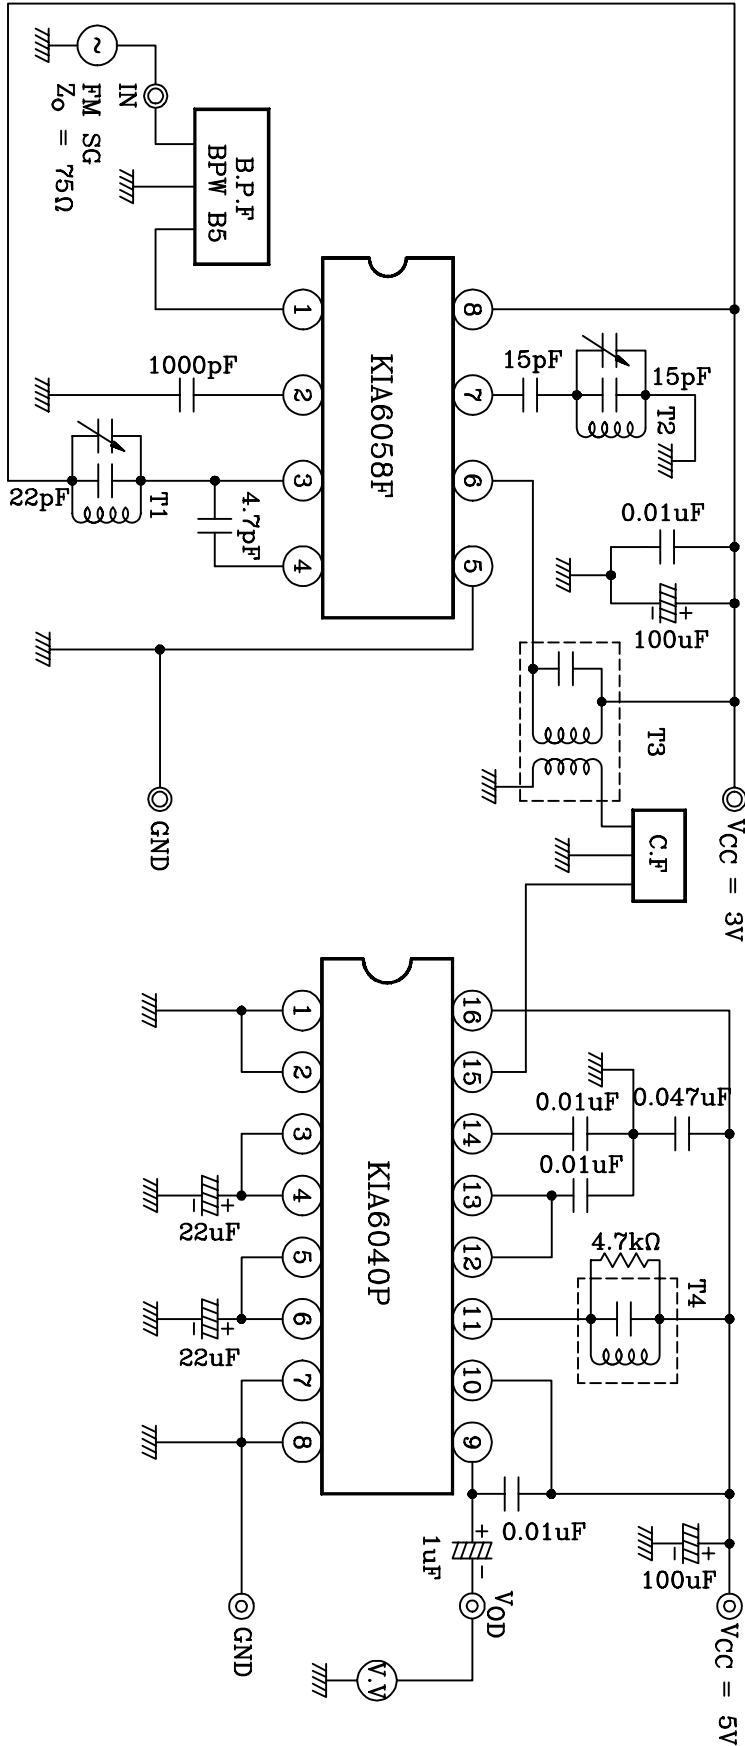 FM SG
Z₀ = 75Ω
IN
B.P.F
BPW B5
KIA6058F
1
2
3
4
5
6
7
8
1000pF
22pF
T1
4.7pF
15pF
15pF
T2
0.01uF
100uF
T3
C.F
VCC = 3V
GND
KIA6040P
1
2
3
4
5
6
7
8
9
10
11
12
13
14
15
16
22uF
22uF
0.01uF
0.047uF
0.01uF
4.7kΩ
T4
0.01uF
1uF
100uF
VOD
V.V
GND
VCC = 5V